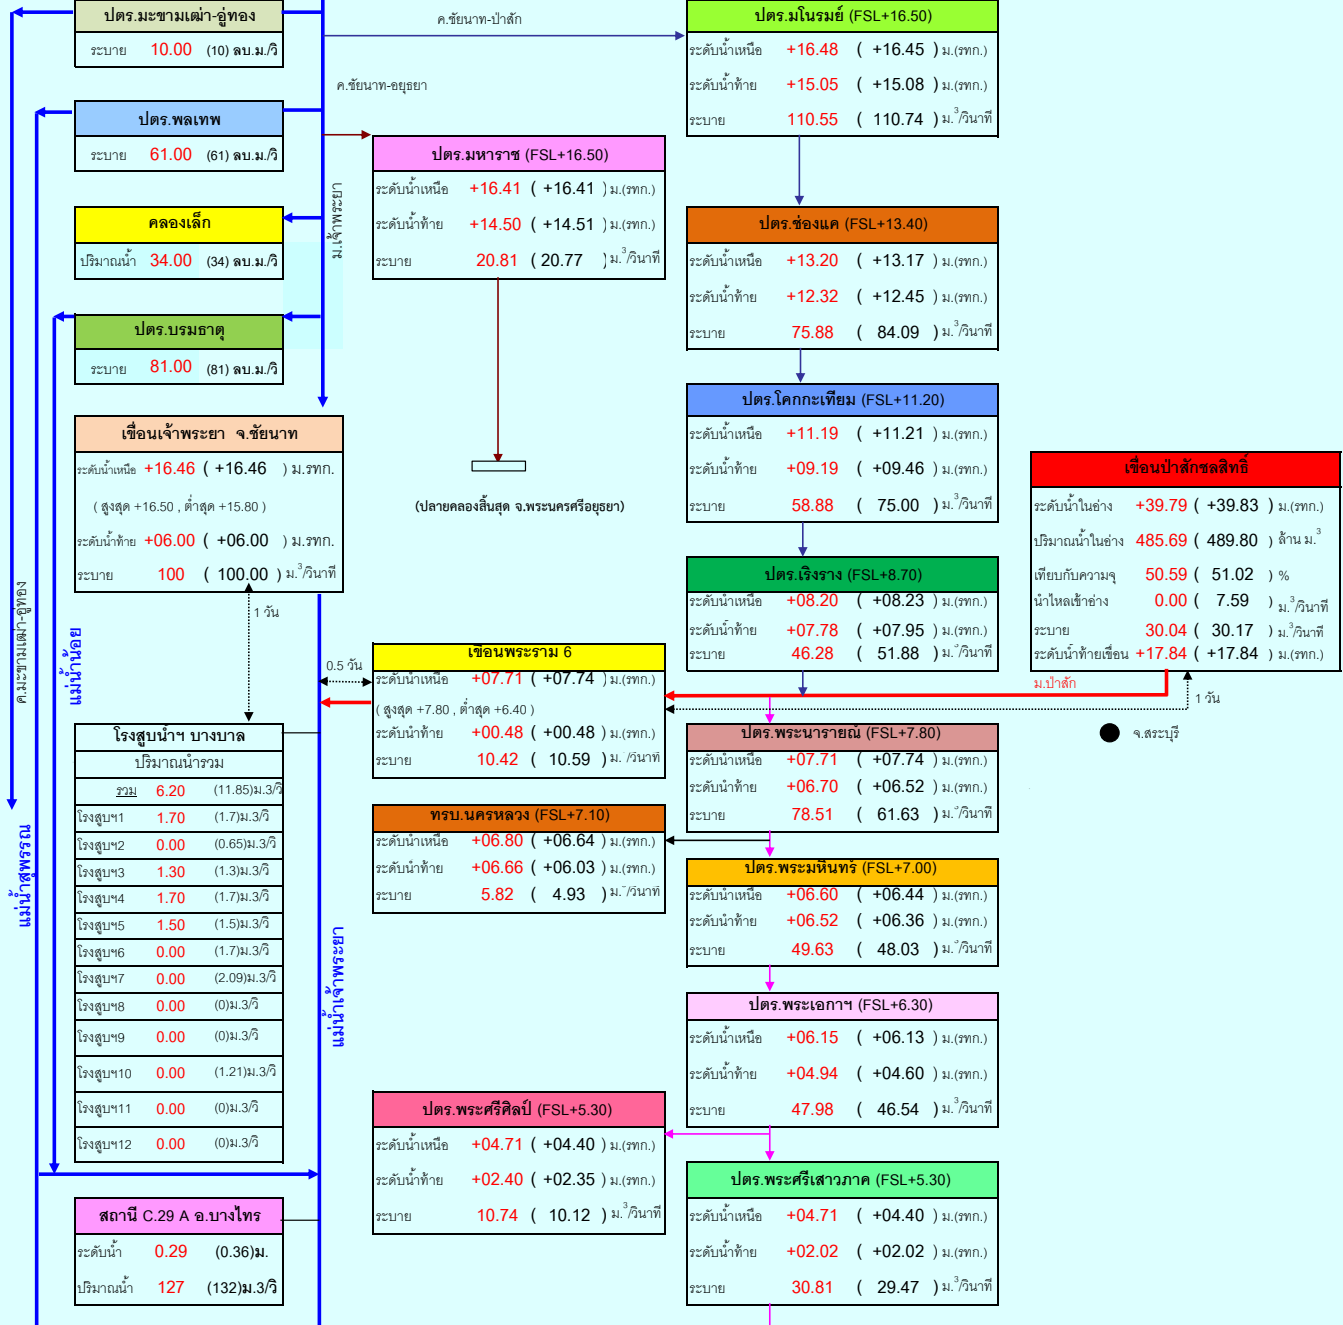 ปตร.มะขามเฒ่า-อู่ทอง
ระบาย 10.00 (10) ลบ.ม./วิ
ค.ชัยนาท-ป่าสัก
ปตร.มโนรมย์ (FSL+16.50)
ระดับน้ำเหนือ +16.48 ( +16.45 ) ม.(รทก.)
ระดับน้ำท้าย +15.05 ( +15.08 ) ม.(รทก.)
ระบาย 110.55 ( 110.74 ) ม.³/วินาที
ค.ชัยนาท-อยุธยา
ปตร.พลเทพ
ระบาย 61.00 (61) ลบ.ม./วิ
ปตร.มหาราช (FSL+16.50)
ระดับน้ำเหนือ +16.41 ( +16.41 ) ม.(รทก.)
ระดับน้ำท้าย +14.50 ( +14.51 ) ม.(รทก.)
ระบาย 20.81 ( 20.77 ) ม.³/วินาที
ม.เจ้าพระยา
คลองเล็ก
ปริมาณน้ำ 34.00 (34) ลบ.ม./วิ
ปตร.ช่องแค (FSL+13.40)
ระดับน้ำเหนือ +13.20 ( +13.17 ) ม.(รทก.)
ระดับน้ำท้าย +12.32 ( +12.45 ) ม.(รทก.)
ระบาย 75.88 ( 84.09 ) ม.³/วินาที
ปตร.บรมธาตุ
ระบาย 81.00 (81) ลบ.ม./วิ
ปตร.โคกกะเทียม (FSL+11.20)
ระดับน้ำเหนือ +11.19 ( +11.21 ) ม.(รทก.)
ระดับน้ำท้าย +09.19 ( +09.46 ) ม.(รทก.)
ระบาย 58.88 ( 75.00 ) ม.³/วินาที
เขื่อนเจ้าพระยา จ.ชัยนาท
ระดับน้ำเหนือ +16.46 ( +16.46 ) ม.รทก.
( สูงสุด +16.50 , ต่ำสุด +15.80 )
ระดับน้ำท้าย +06.00 ( +06.00 ) ม.รทก.
ระบาย 100 ( 100.00 ) ม.³/วินาที
(ปลายคลองสิ้นสุด จ.พระนครศรีอยุธยา)
เขื่อนป่าสักชลสิทธิ์
ระดับน้ำในอ่าง +39.79 ( +39.83 ) ม.(รทก.)
ปริมาณน้ำในอ่าง 485.69 ( 489.80 ) ล้าน ม.³
เทียบกับความจุ 50.59 ( 51.02 ) %
น้ำไหลเข้าอ่าง 0.00 ( 7.59 ) ม.³/วินาที
ระบาย 30.04 ( 30.17 ) ม.³/วินาที
ระดับน้ำท้ายเขื่อน +17.84 ( +17.84 ) ม.(รทก.)
ปตร.เริงราง (FSL+8.70)
ระดับน้ำเหนือ +08.20 ( +08.23 ) ม.(รทก.)
ระดับน้ำท้าย +07.78 ( +07.95 ) ม.(รทก.)
ระบาย 46.28 ( 51.88 ) ม.³/วินาที
1 วัน
ค.มะขามเฒ่า-อู่ทอง
แม่น้ำน้อย
0.5 วัน
เขื่อนพระราม 6
ระดับน้ำเหนือ +07.71 ( +07.74 ) ม.(รทก.)
( สูงสุด +7.80 , ต่ำสุด +6.40 )
ระดับน้ำท้าย +00.48 ( +00.48 ) ม.(รทก.)
ระบาย 10.42 ( 10.59 ) ม.³/วินาที
ม.ป่าสัก
1 วัน
จ.สระบุรี
ปตร.พระนารายณ์ (FSL+7.80)
ระดับน้ำเหนือ +07.71 ( +07.74 ) ม.(รทก.)
ระดับน้ำท้าย +06.70 ( +06.52 ) ม.(รทก.)
ระบาย 78.51 ( 61.63 ) ม.³/วินาที
โรงสูบน้ำฯ บางบาล
ปริมาณน้ำรวม
รวม 6.20 (11.85)ม.3/วิ
โรงสูบฯ1 1.70 (1.7)ม.3/วิ
โรงสูบฯ2 0.00 (0.65)ม.3/วิ
โรงสูบฯ3 1.30 (1.3)ม.3/วิ
โรงสูบฯ4 1.70 (1.7)ม.3/วิ
โรงสูบฯ5 1.50 (1.5)ม.3/วิ
โรงสูบฯ6 0.00 (1.7)ม.3/วิ
โรงสูบฯ7 0.00 (2.09)ม.3/วิ
โรงสูบฯ8 0.00 (0)ม.3/วิ
โรงสูบฯ9 0.00 (0)ม.3/วิ
โรงสูบฯ10 0.00 (1.21)ม.3/วิ
โรงสูบฯ11 0.00 (0)ม.3/วิ
โรงสูบฯ12 0.00 (0)ม.3/วิ
แม่น้ำสุพรรณ
แม่น้ำเจ้าพระยา
ทรบ.นครหลวง (FSL+7.10)
ระดับน้ำเหนือ +06.80 ( +06.64 ) ม.(รทก.)
ระดับน้ำท้าย +06.66 ( +06.03 ) ม.(รทก.)
ระบาย 5.82 ( 4.93 ) ม.³/วินาที
ปตร.พระมหินทร์ (FSL+7.00)
ระดับน้ำเหนือ +06.60 ( +06.44 ) ม.(รทก.)
ระดับน้ำท้าย +06.52 ( +06.36 ) ม.(รทก.)
ระบาย 49.63 ( 48.03 ) ม.³/วินาที
ปตร.พระเอกาฯ (FSL+6.30)
ระดับน้ำเหนือ +06.15 ( +06.13 ) ม.(รทก.)
ระดับน้ำท้าย +04.94 ( +04.60 ) ม.(รทก.)
ระบาย 47.98 ( 46.54 ) ม.³/วินาที
ปตร.พระศรีศิลป์ (FSL+5.30)
ระดับน้ำเหนือ +04.71 ( +04.40 ) ม.(รทก.)
ระดับน้ำท้าย +02.40 ( +02.35 ) ม.(รทก.)
ระบาย 10.74 ( 10.12 ) ม.³/วินาที
ปตร.พระศรีเสาวภาค (FSL+5.30)
ระดับน้ำเหนือ +04.71 ( +04.40 ) ม.(รทก.)
ระดับน้ำท้าย +02.02 ( +02.02 ) ม.(รทก.)
ระบาย 30.81 ( 29.47 ) ม.³/วินาที
สถานี C.29 A อ.บางไทร
ระดับน้ำ 0.29 (0.36)ม.
ปริมาณน้ำ 127 (132)ม.3/วิ